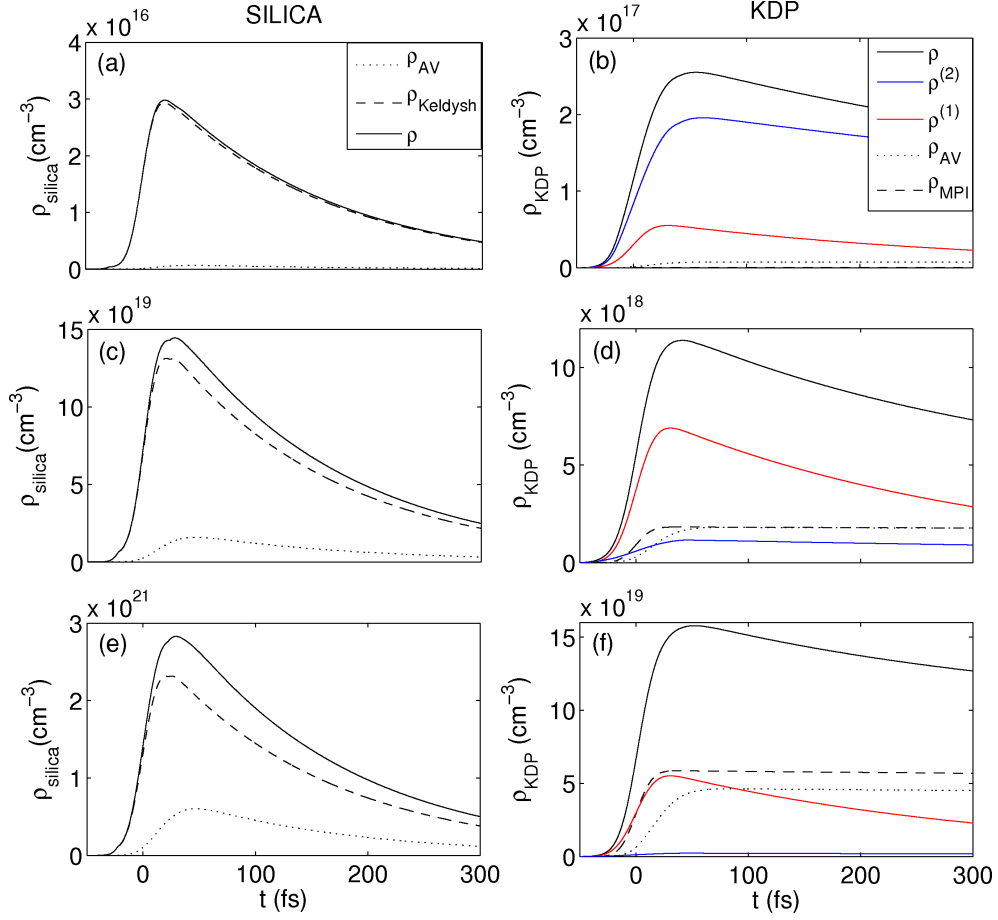 SILICA
KDP
x 10^16
(a)
ρ_AV
ρ_Keldysh
ρ
4
3
2
1
0
ρ_silica(cm^−3)
x 10^17
(b)
ρ
ρ^(2)
ρ^(1)
ρ_AV
ρ_MPI
3
2
1
0
ρ_KDP (cm^−3)
x 10^19
(c)
15
10
5
0
ρ_silica(cm^−3)
x 10^18
(d)
10
5
0
ρ_KDP (cm^−3)
x 10^21
(e)
3
2
1
0
ρ_silica(cm^−3)
0 100 200 300
t (fs)
x 10^19
(f)
15
10
5
0
ρ_KDP (cm^−3)
0 100 200 300
t (fs)